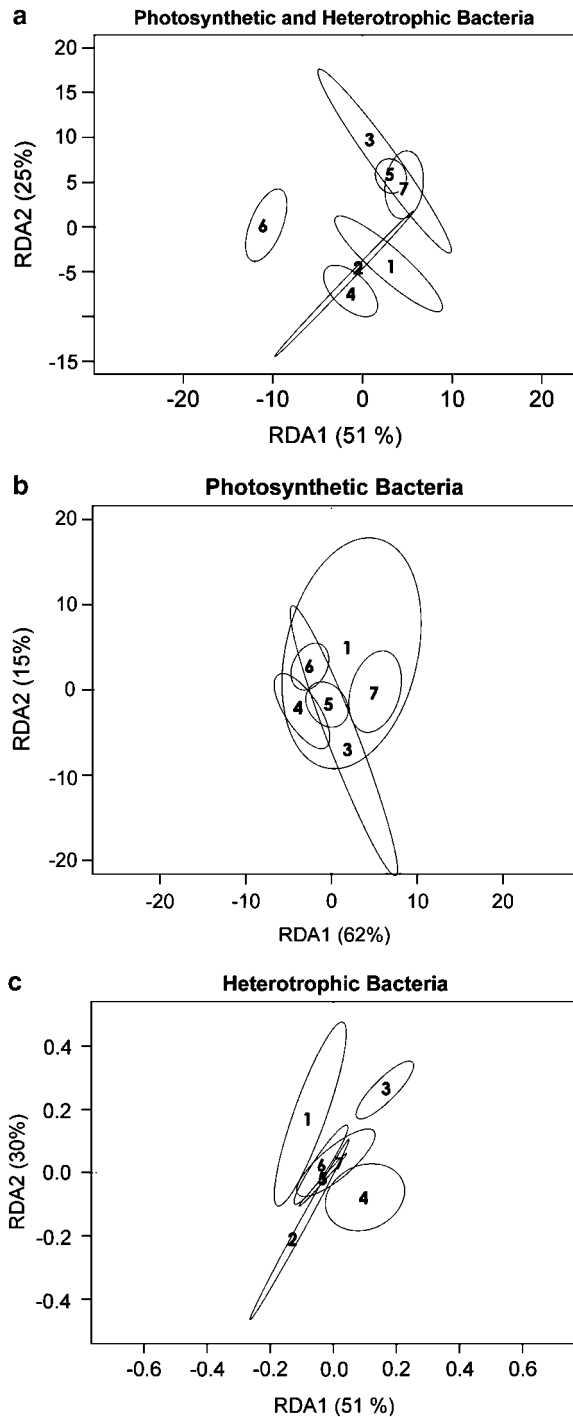 a
Photosynthetic and Heterotrophic Bacteria
20
15
10
5
0
-5
-15
RDA2 (25%)
3
5
7
6
1
2
4
-20 -10 0 10 20
RDA1 (51 %)
b
Photosynthetic Bacteria
20
10
0
-10
-20
RDA2 (15%)
1
6
7
4
5
3
-20 -10 0 10 20
RDA1 (62%)
c
Heterotrophic Bacteria
0.4
0.2
0.0
-0.2
-0.4
RDA2 (30%)
3
1
6
7
4
2
-0.6 -0.4 -0.2 0.0 0.2 0.4 0.6
RDA1 (51 %)